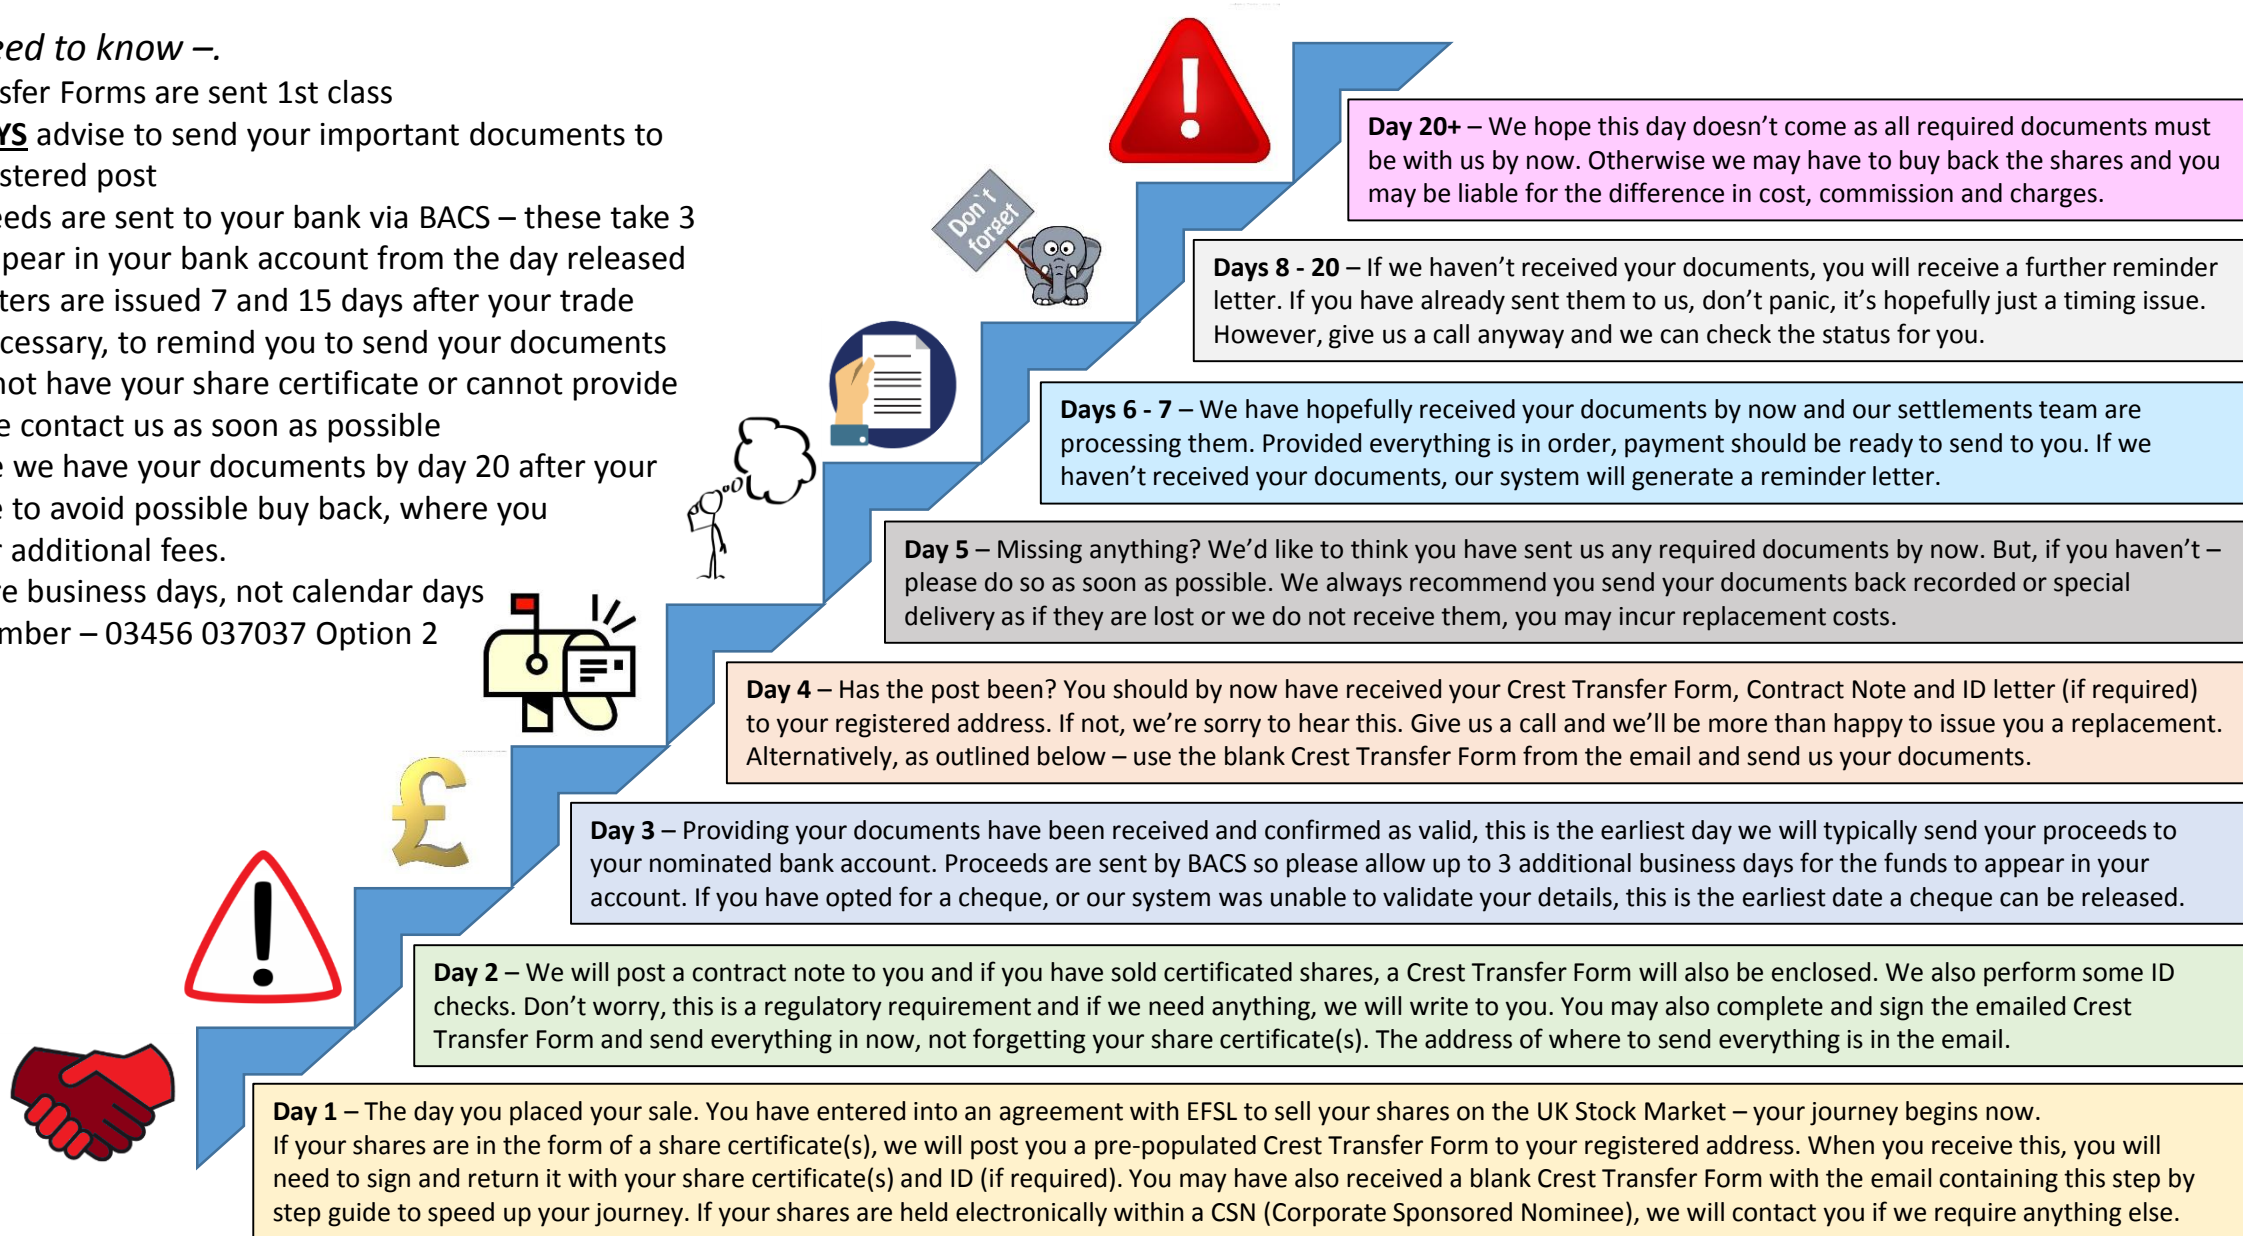 eed to know –.
sfer Forms are sent 1st class
YS advise to send your important documents to
stered post
eeds are sent to your bank via BACS – these take 3
pear in your bank account from the day released
ters are issued 7 and 15 days after your trade
cessary, to remind you to send your documents
not have your share certificate or cannot provide
e contact us as soon as possible
e we have your documents by day 20 after your
e to avoid possible buy back, where you
r additional fees.
re business days, not calendar days
mber – 03456 037037 Option 2
Day 20+ – We hope this day doesn’t come as all required documents must
be with us by now. Otherwise we may have to buy back the shares and you
may be liable for the difference in cost, commission and charges.
Don't
forget
Days 8 - 20 – If we haven’t received your documents, you will receive a further reminder
letter. If you have already sent them to us, don’t panic, it’s hopefully just a timing issue.
However, give us a call anyway and we can check the status for you.
Days 6 - 7 – We have hopefully received your documents by now and our settlements team are
processing them. Provided everything is in order, payment should be ready to send to you. If we
haven’t received your documents, our system will generate a reminder letter.
Day 5 – Missing anything? We’d like to think you have sent us any required documents by now. But, if you haven’t –
please do so as soon as possible. We always recommend you send your documents back recorded or special
delivery as if they are lost or we do not receive them, you may incur replacement costs.
Day 4 – Has the post been? You should by now have received your Crest Transfer Form, Contract Note and ID letter (if required)
to your registered address. If not, we’re sorry to hear this. Give us a call and we’ll be more than happy to issue you a replacement.
Alternatively, as outlined below – use the blank Crest Transfer Form from the email and send us your documents.
£
Day 3 – Providing your documents have been received and confirmed as valid, this is the earliest day we will typically send your proceeds to
your nominated bank account. Proceeds are sent by BACS so please allow up to 3 additional business days for the funds to appear in your
account. If you have opted for a cheque, or our system was unable to validate your details, this is the earliest date a cheque can be released.
Day 2 – We will post a contract note to you and if you have sold certificated shares, a Crest Transfer Form will also be enclosed. We also perform some ID
checks. Don’t worry, this is a regulatory requirement and if we need anything, we will write to you. You may also complete and sign the emailed Crest
Transfer Form and send everything in now, not forgetting your share certificate(s). The address of where to send everything is in the email.
Day 1 – The day you placed your sale. You have entered into an agreement with EFSL to sell your shares on the UK Stock Market – your journey begins now.
If your shares are in the form of a share certificate(s), we will post you a pre-populated Crest Transfer Form to your registered address. When you receive this, you will
need to sign and return it with your share certificate(s) and ID (if required). You may have also received a blank Crest Transfer Form with the email containing this step by
step guide to speed up your journey. If your shares are held electronically within a CSN (Corporate Sponsored Nominee), we will contact you if we require anything else.